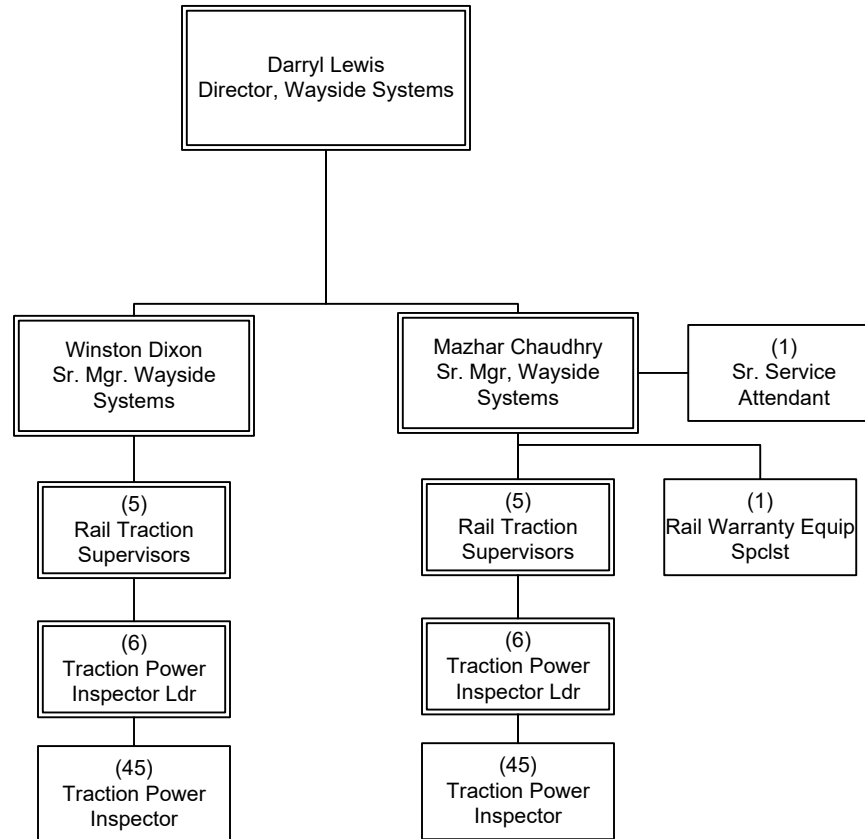 Darryl Lewis
Director, Wayside Systems
Winston Dixon
Sr. Mgr. Wayside
Systems
Mazhar Chaudhry
Sr. Mgr, Wayside
Systems
(1)
Sr. Service
Attendant
(5)
Rail Traction
Supervisors
(5)
Rail Traction
Supervisors
(1)
Rail Warranty Equip
Spclst
(6)
Traction Power
Inspector Ldr
(6)
Traction Power
Inspector Ldr
(45)
Traction Power
Inspector
(45)
Traction Power
Inspector